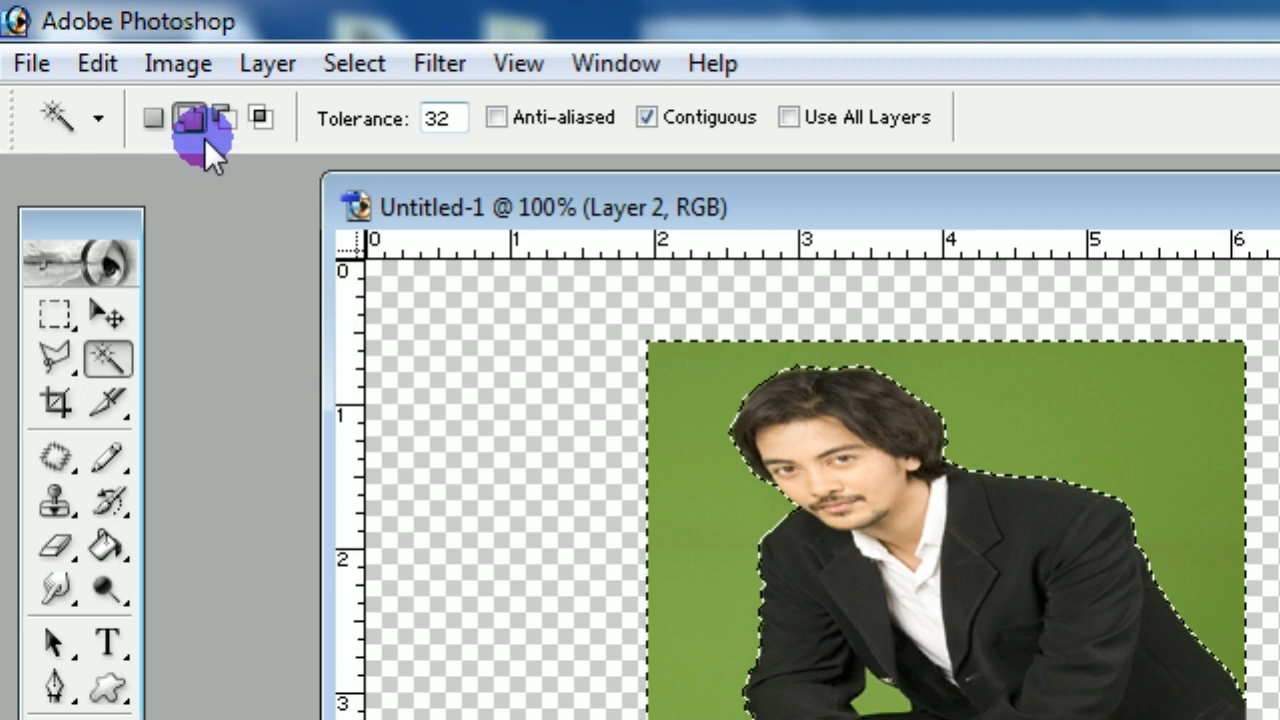 Adobe Photoshop
File Edit Image Layer Select Filter View Window Help
Tolerance: 32 Anti-aliased Contiguous Use All Layers
Untitled-1 @ 100% (Layer 2, RGB)
0 1 2 3 4 5 6
0
1
2
3
T